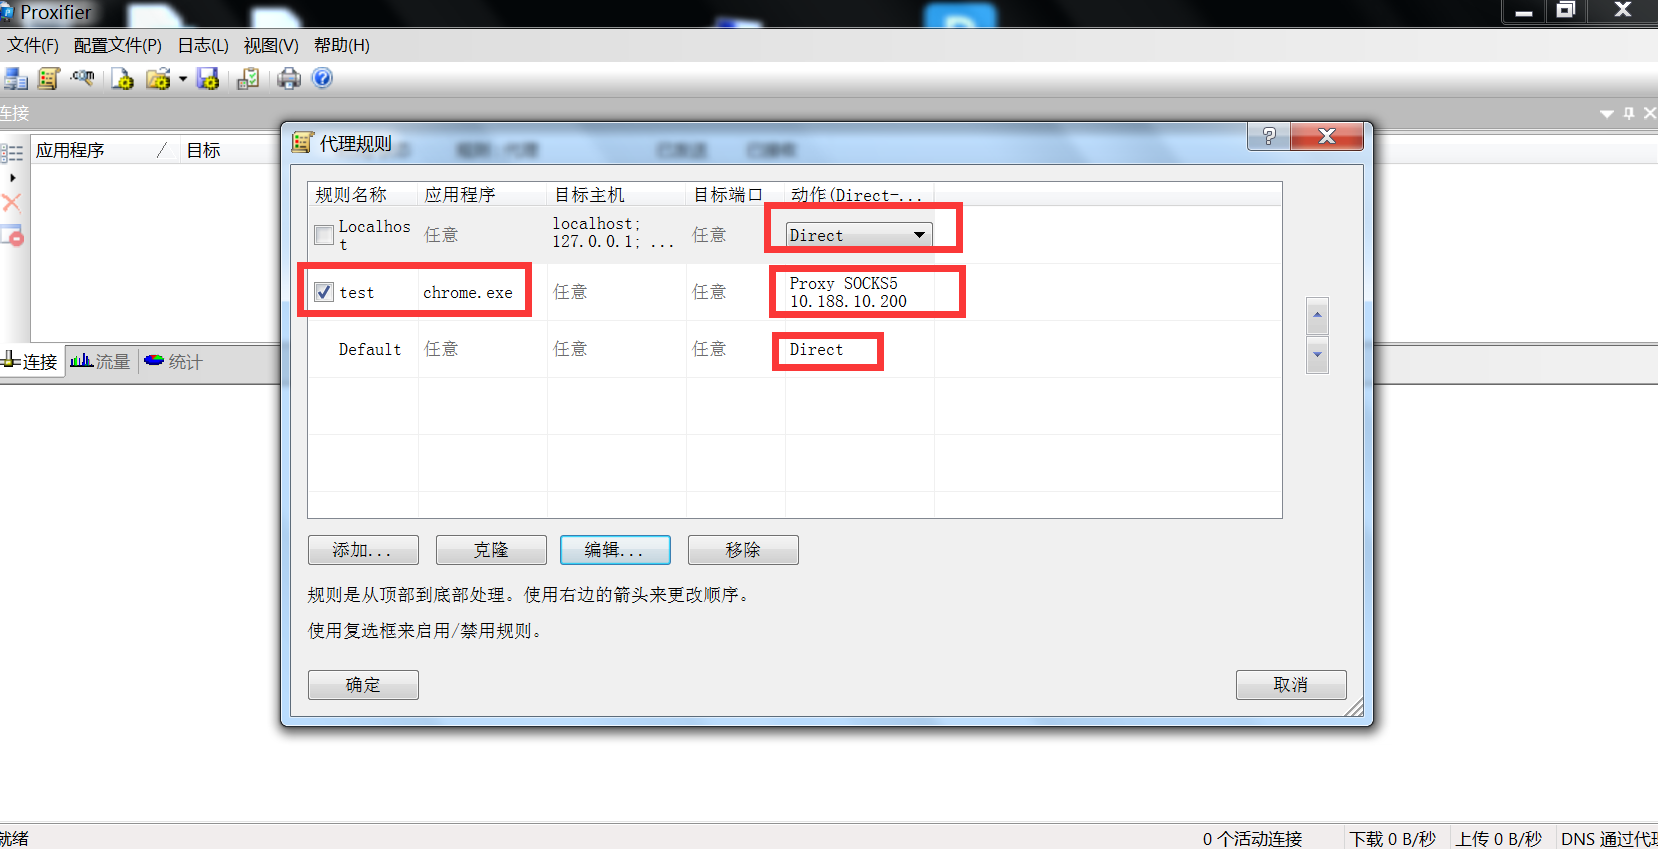 Proxifier
文件(F) 配置文件(P) 日志(L) 视图(V) 帮助(H)
.com
连接
应用程序 目标
代理规则
规则名称 应用程序 目标主机 目标端口 动作(Direct-...
Localhos
t
任意
localhost;
127.0.0.1; ...
任意
Direct
test chrome.exe 任意 任意
Proxy SOCKS5
10.188.10.200
Default 任意 任意 任意 Direct
连接 流量 统计
添加... 克隆 编辑... 移除
规则是从顶部到底部处理。使用右边的箭头来更改顺序。
使用复选框来启用/禁用规则。
确定 取消
就绪 0 个活动连接 下载 0 B/秒 上传 0 B/秒 DNS 通过代理